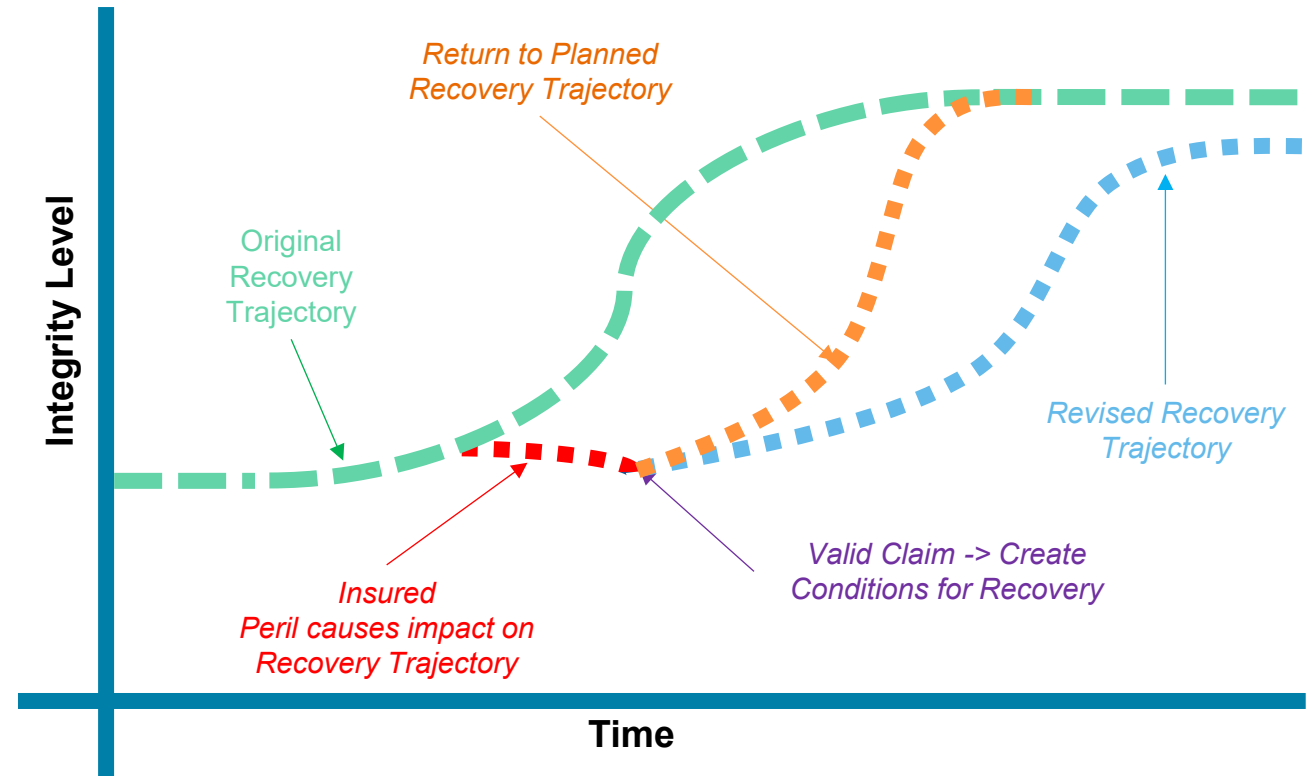 Return to Planned
Recovery Trajectory
Original
Recovery
Trajectory
Integrity Level
Revised Recovery
Trajectory
Valid Claim -> Create
Conditions for Recovery
Insured
Peril causes impact on
Recovery Trajectory
Time